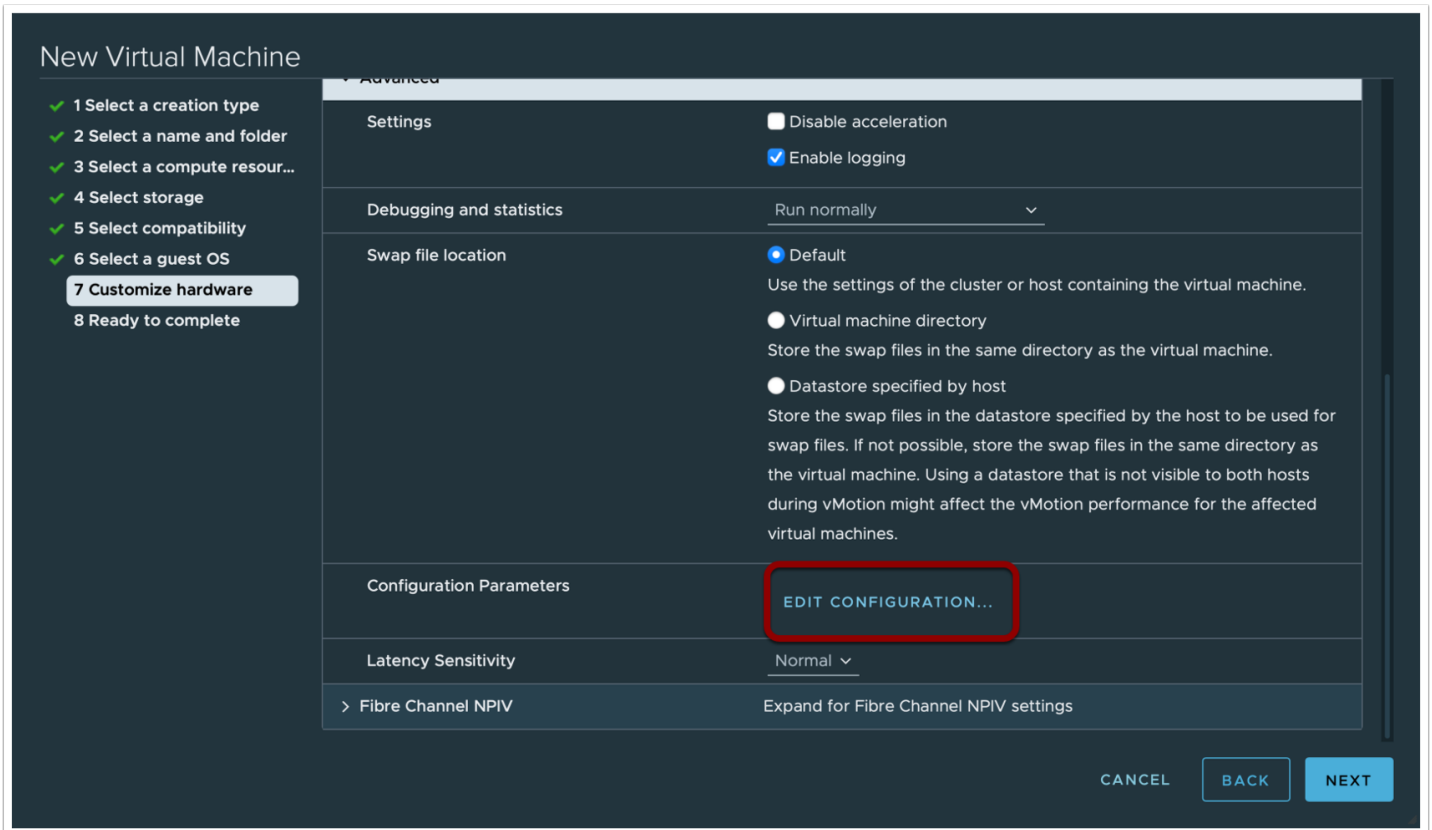 New Virtual Machine
1 Select a creation type
2 Select a name and folder
3 Select a compute resour...
4 Select storage
5 Select compatibility
6 Select a guest OS
7 Customize hardware
8 Ready to complete
Advanced
Settings
Disable acceleration
Enable logging
Debugging and statistics
Run normally
Swap file location
Default
Use the settings of the cluster or host containing the virtual machine.
Virtual machine directory
Store the swap files in the same directory as the virtual machine.
Datastore specified by host
Store the swap files in the datastore specified by the host to be used for
swap files. If not possible, store the swap files in the same directory as
the virtual machine. Using a datastore that is not visible to both hosts
during vMotion might affect the vMotion performance for the affected
virtual machines.
Configuration Parameters
EDIT CONFIGURATION...
Latency Sensitivity
Normal
Fibre Channel NPIV
Expand for Fibre Channel NPIV settings
CANCEL
BACK
NEXT